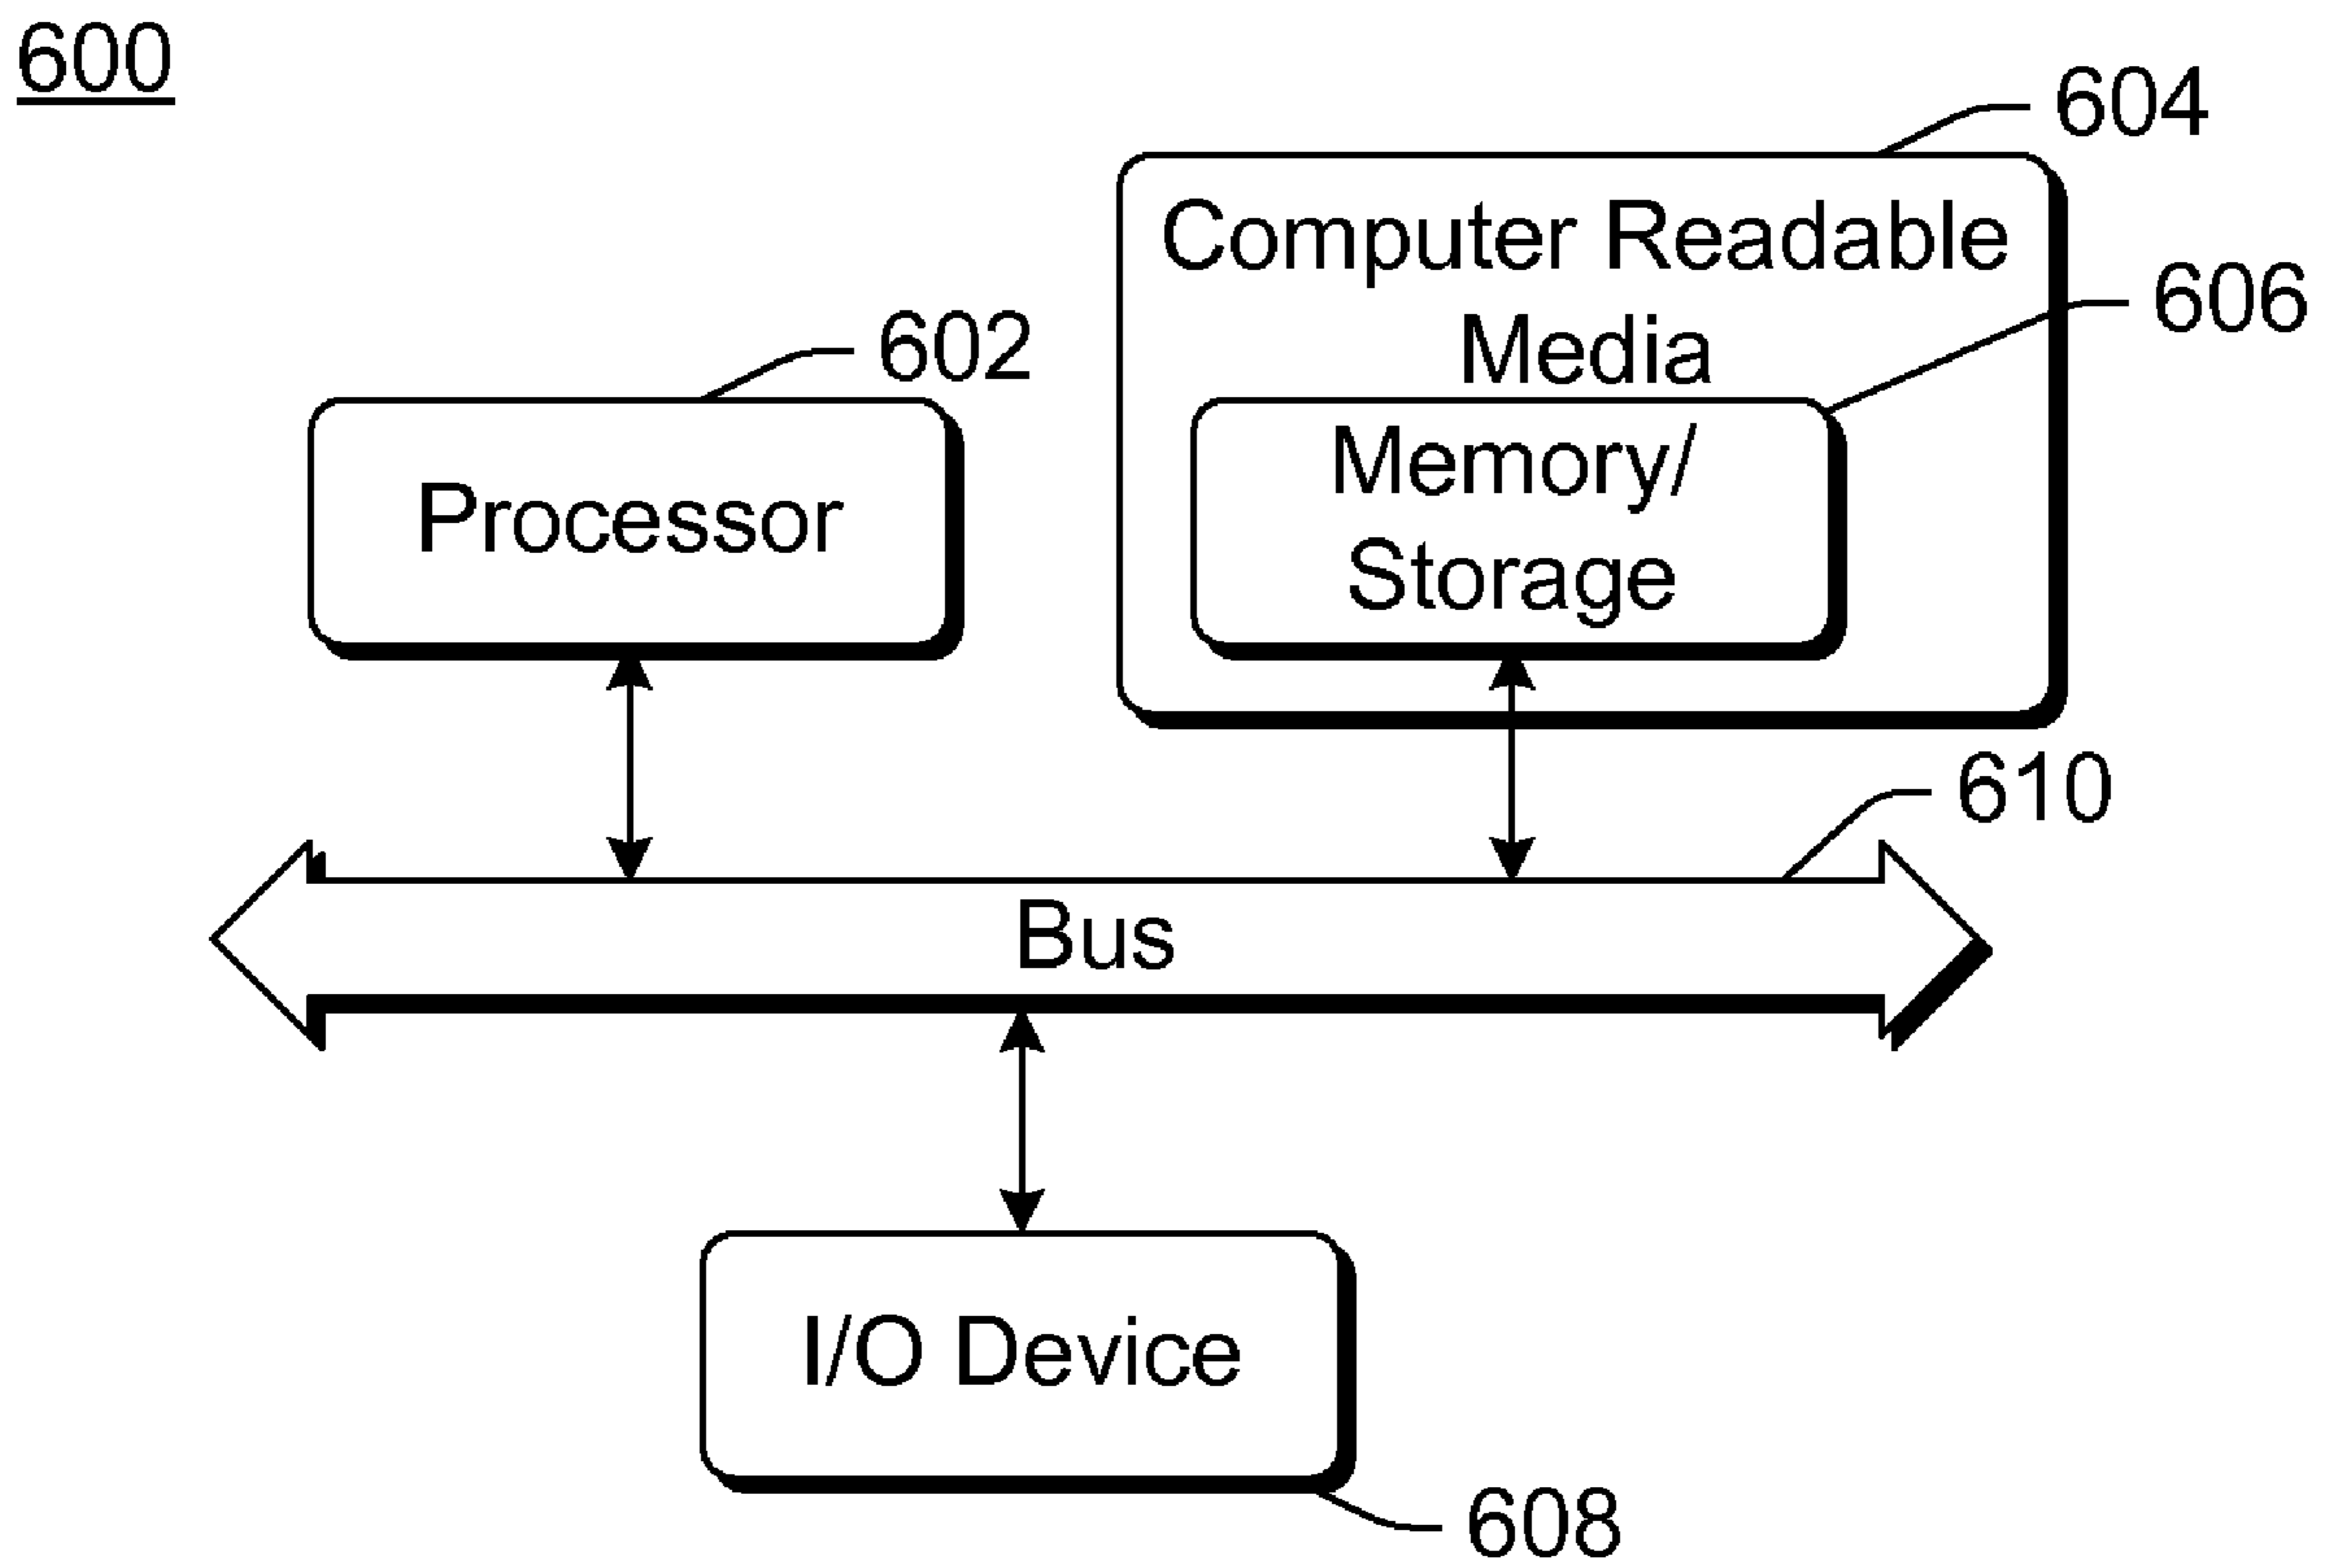 600
604
Computer Readable
606
Media
602
Memory/
Storage
Processor
610
Bus
I/O Device
608